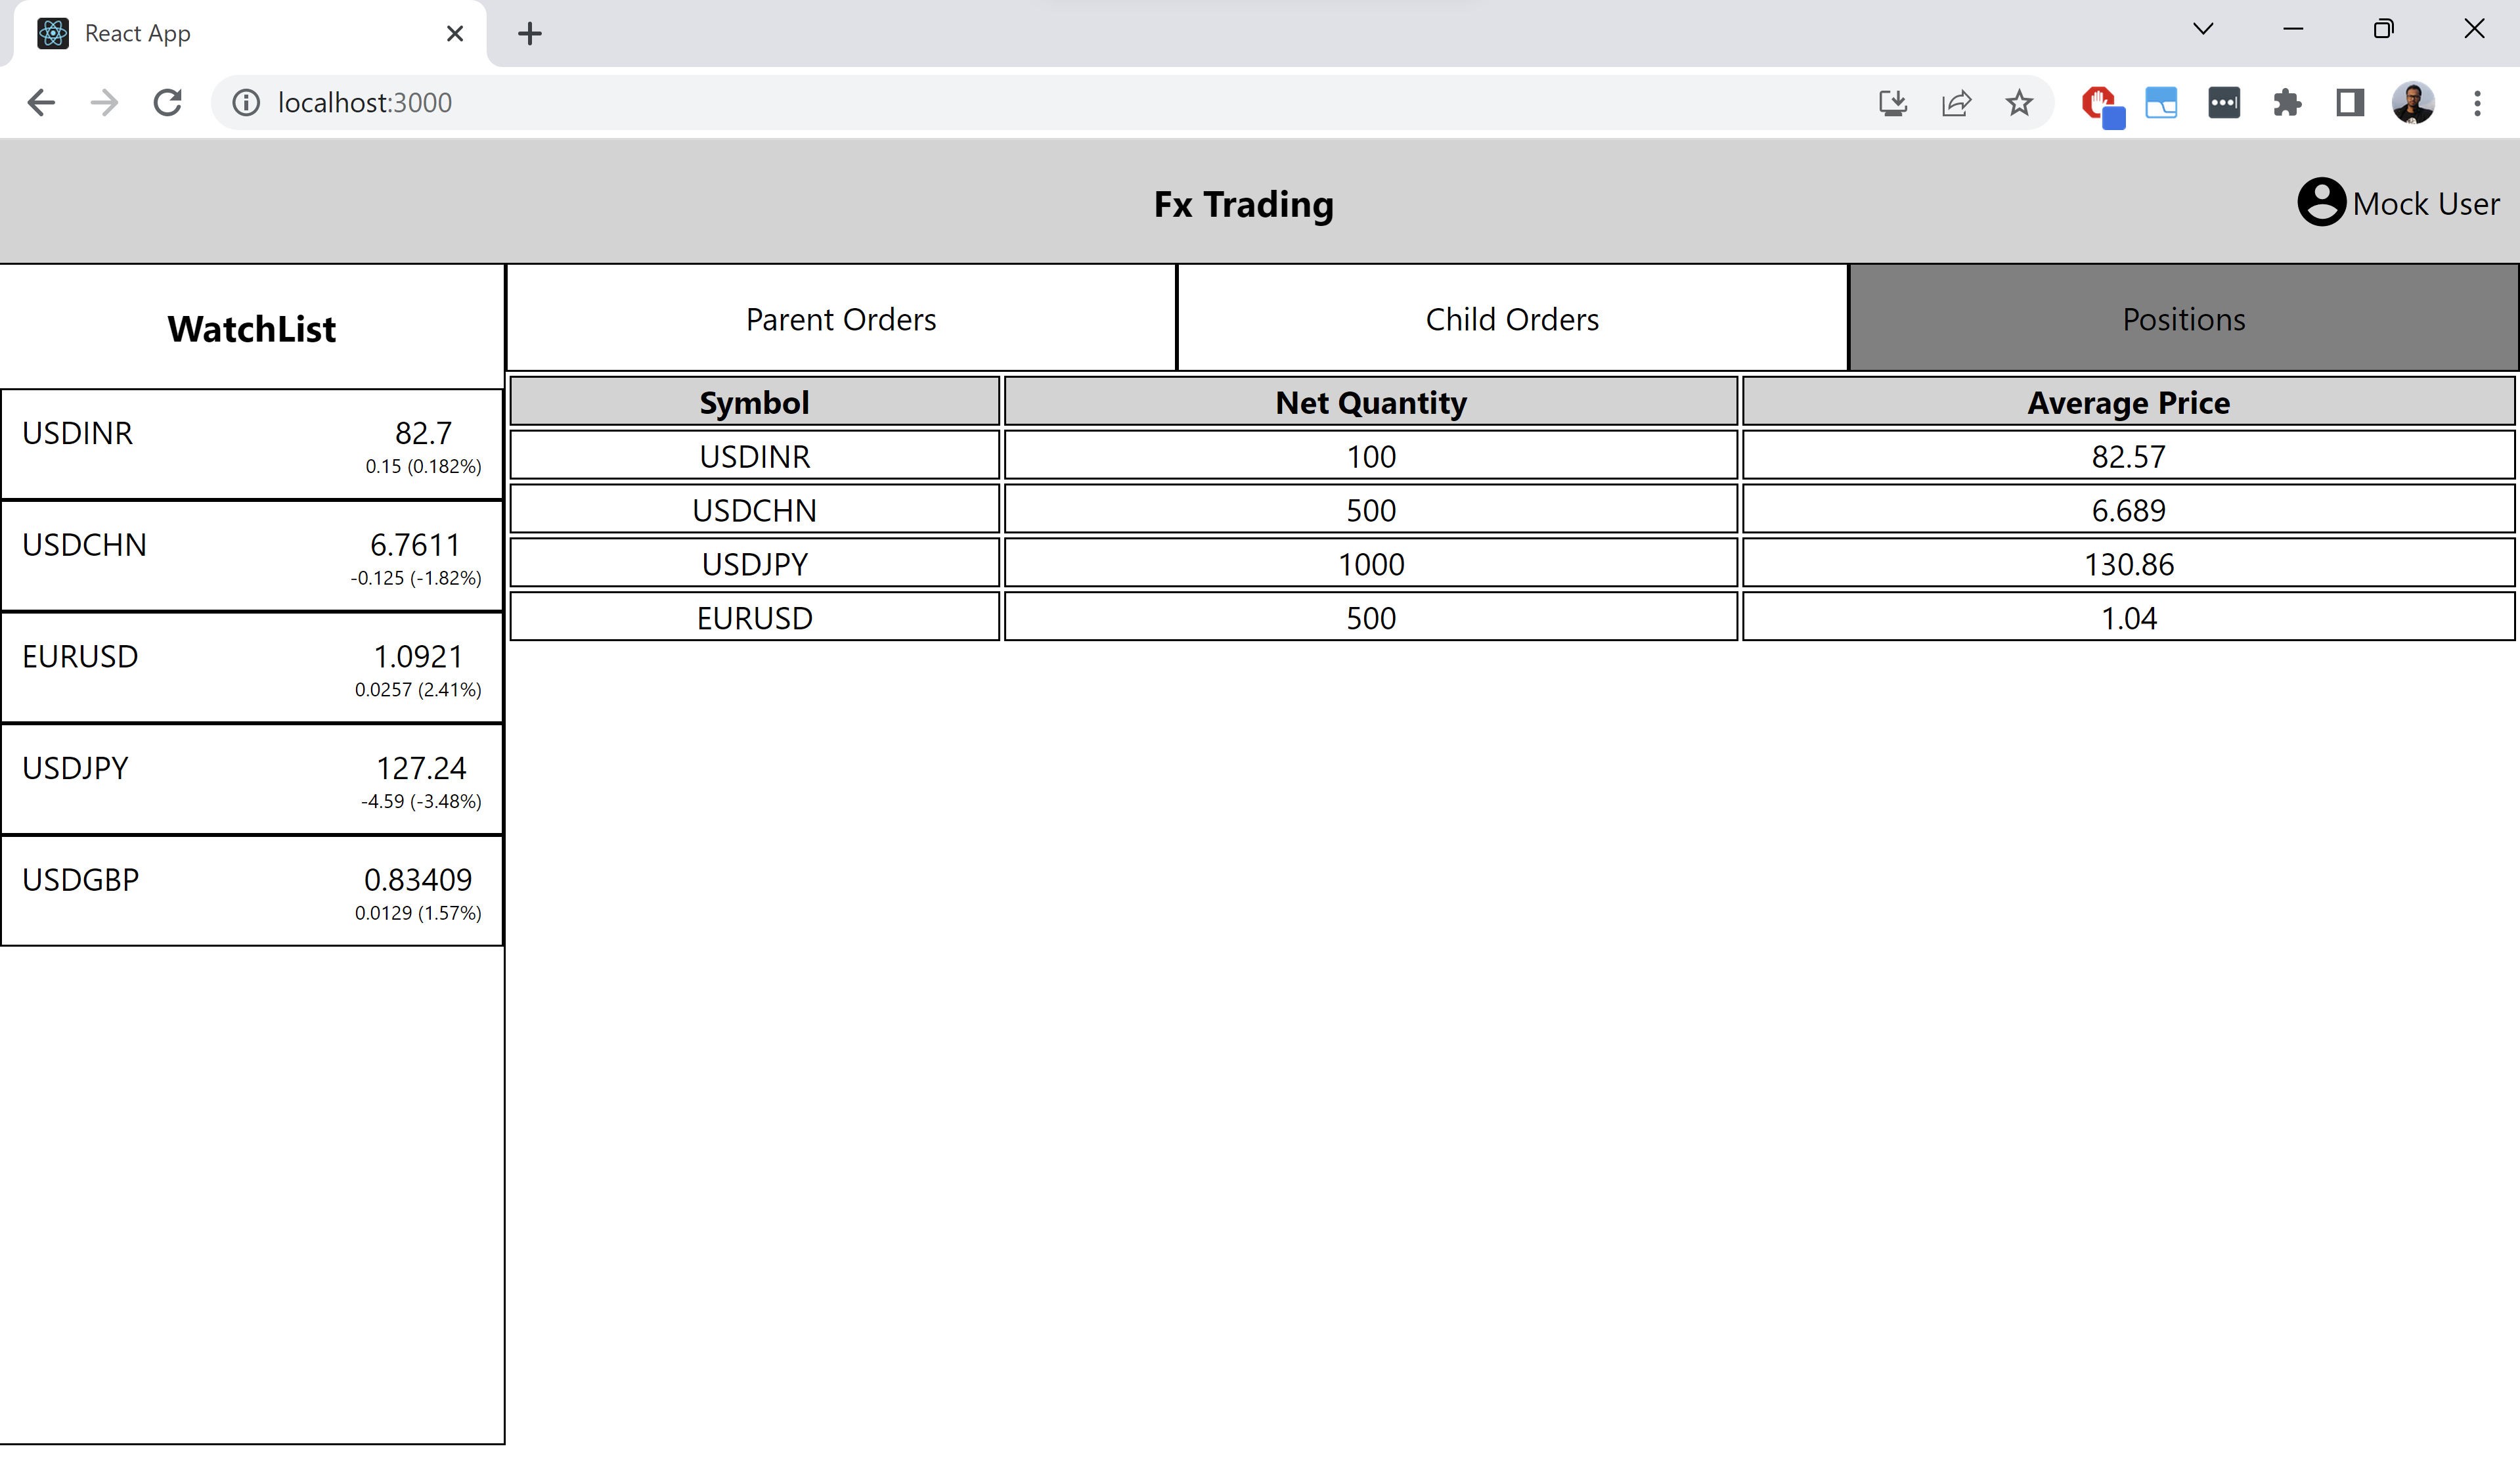 React App
localhost:3000
Fx Trading
Mock User
WatchList
USDINR 82.7
0.15 (0.182%)
USDCHN 6.7611
-0.125 (-1.82%)
EURUSD 1.0921
0.0257 (2.41%)
USDJPY 127.24
-4.59 (-3.48%)
USDGBP 0.83409
0.0129 (1.57%)
Parent Orders Child Orders Positions
Symbol Net Quantity Average Price
USDINR 100 82.57
USDCHN 500 6.689
USDJPY 1000 130.86
EURUSD 500 1.04